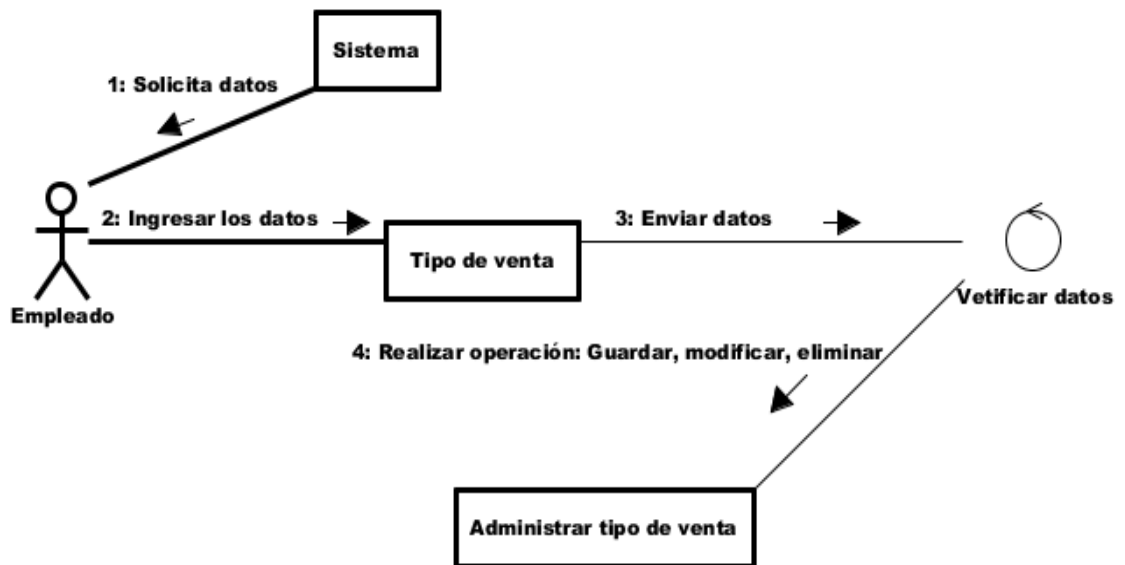 Sistema
1: Solicita datos
2: Ingresar los datos
3: Enviar datos
Tipo de venta
Vetificar datos
Empleado
4: Realizar operación: Guardar, modificar, eliminar
Administrar tipo de venta